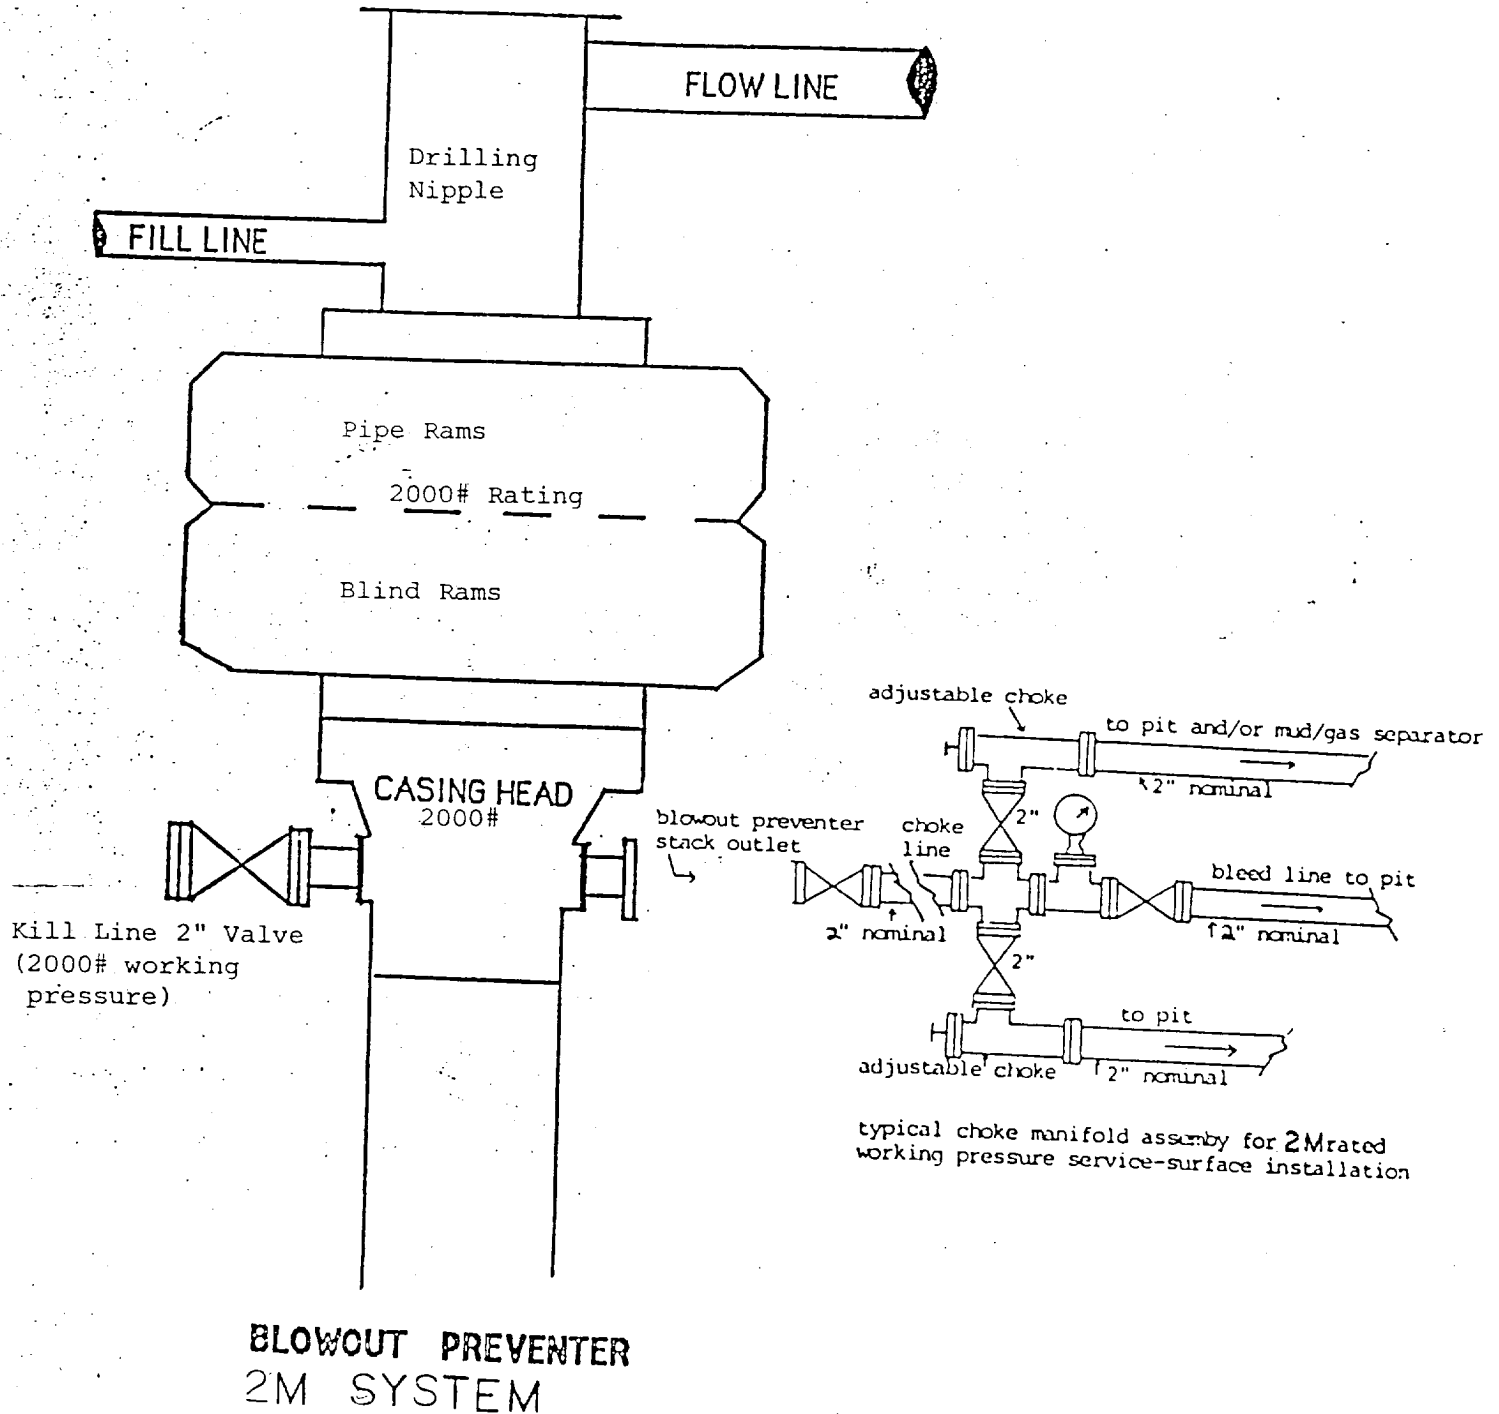 FLOW LINE
Drilling
Nipple
FILL LINE
Pipe Rams
2000# Rating
Blind Rams
CASING HEAD
2000#
Kill Line 2" Valve
(2000# working
pressure)
blowout preventer
stack outlet
choke
line
2" nominal
adjustable choke
to pit and/or mud/gas separator
2" nominal
2"
bleed line to pit
2" nominal
2"
to pit
adjustable choke
2" nominal
typical choke manifold assemby for 2M rated
working pressure service-surface installation
BLOWOUT PREVENTER
2M SYSTEM